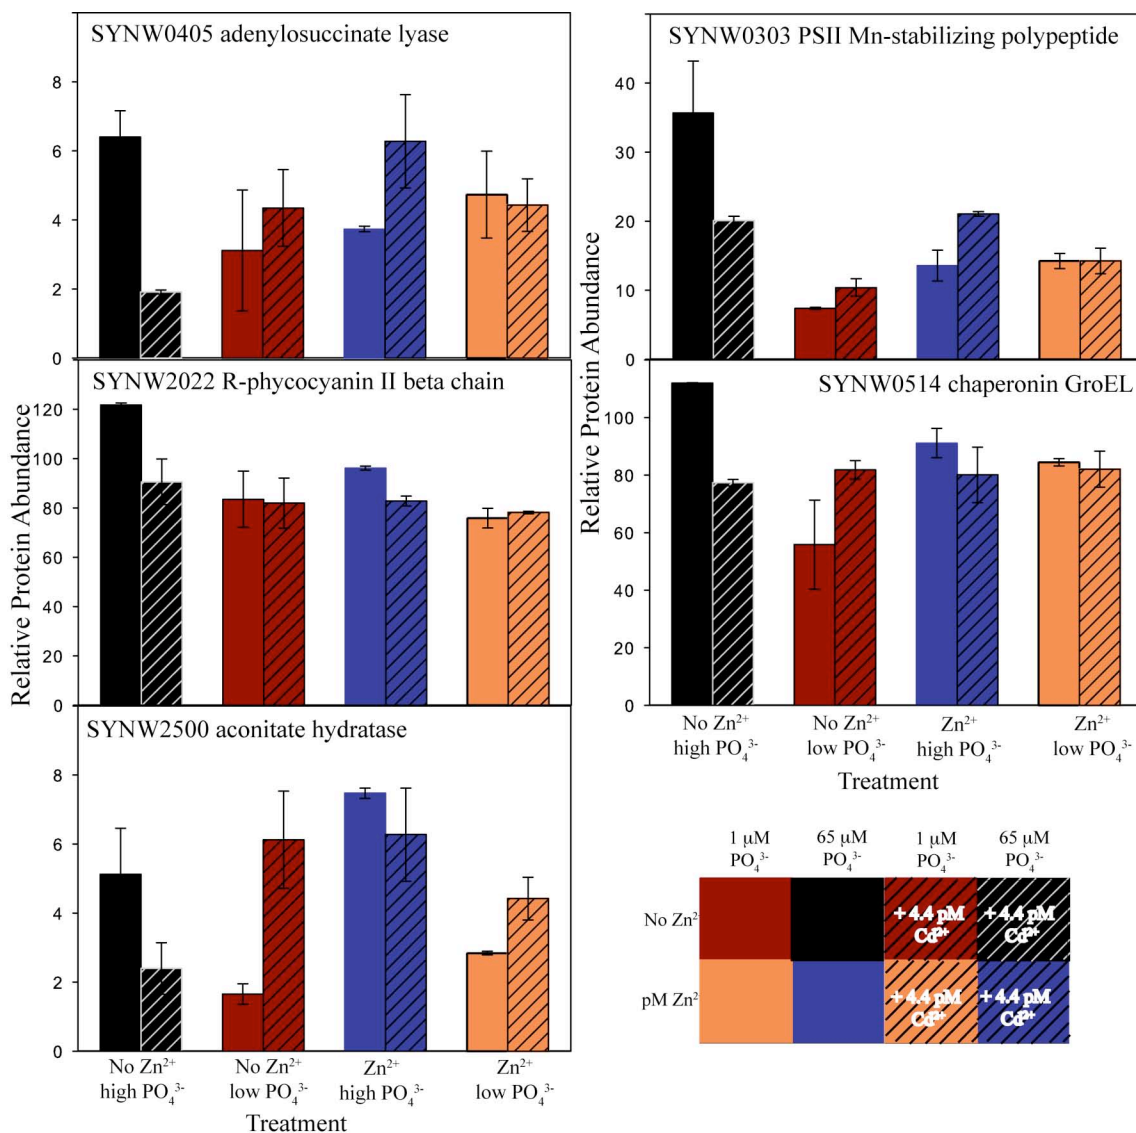 SYNW0405 adenylosuccinate lyase
8
6
4
2
0
SYNW2022 R-phycocyanin II beta chain
120
100
80
60
40
20
0
Relative Protein Abundance
SYNW2500 aconitate hydratase
8
6
4
2
0
No Zn²⁺ No Zn²⁺ Zn²⁺ Zn²⁺
high PO₄³⁻ low PO₄³⁻ high PO₄³⁻ low PO₄³⁻
Treatment
SYNW0303 PSII Mn-stabilizing polypeptide
40
30
20
10
0
Relative Protein Abundance
SYNW0514 chaperonin GroEL
100
80
60
40
20
0
No Zn²⁺ No Zn²⁺ Zn²⁺ Zn²⁺
high PO₄³⁻ low PO₄³⁻ high PO₄³⁻ low PO₄³⁻
Treatment
1 μM 65 μM 1 μM 65 μM
PO₄³⁻ PO₄³⁻ PO₄³⁻ PO₄³⁻
No Zn² + 4.4 pM + 4.4 pM
Cd²⁺ Cd²⁺
pM Zn² + 4.4 pM + 4.4 pM
Cd²⁺ Cd²⁺